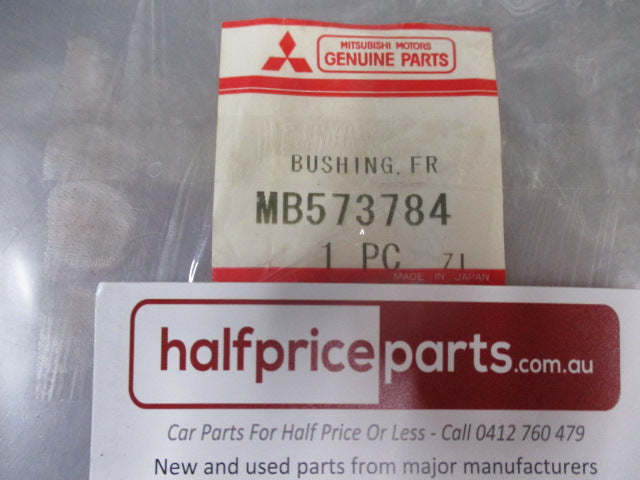 MITSUBISHI MOTORS
GENUINE PARTS
BUSHING, FR
MB573784
1 PC ZI
MADE IN JAPAN
halfpriceparts.com.au
Car Parts For Half Price Or Less - Call 0412 760 479
New and used parts from major manufacturers